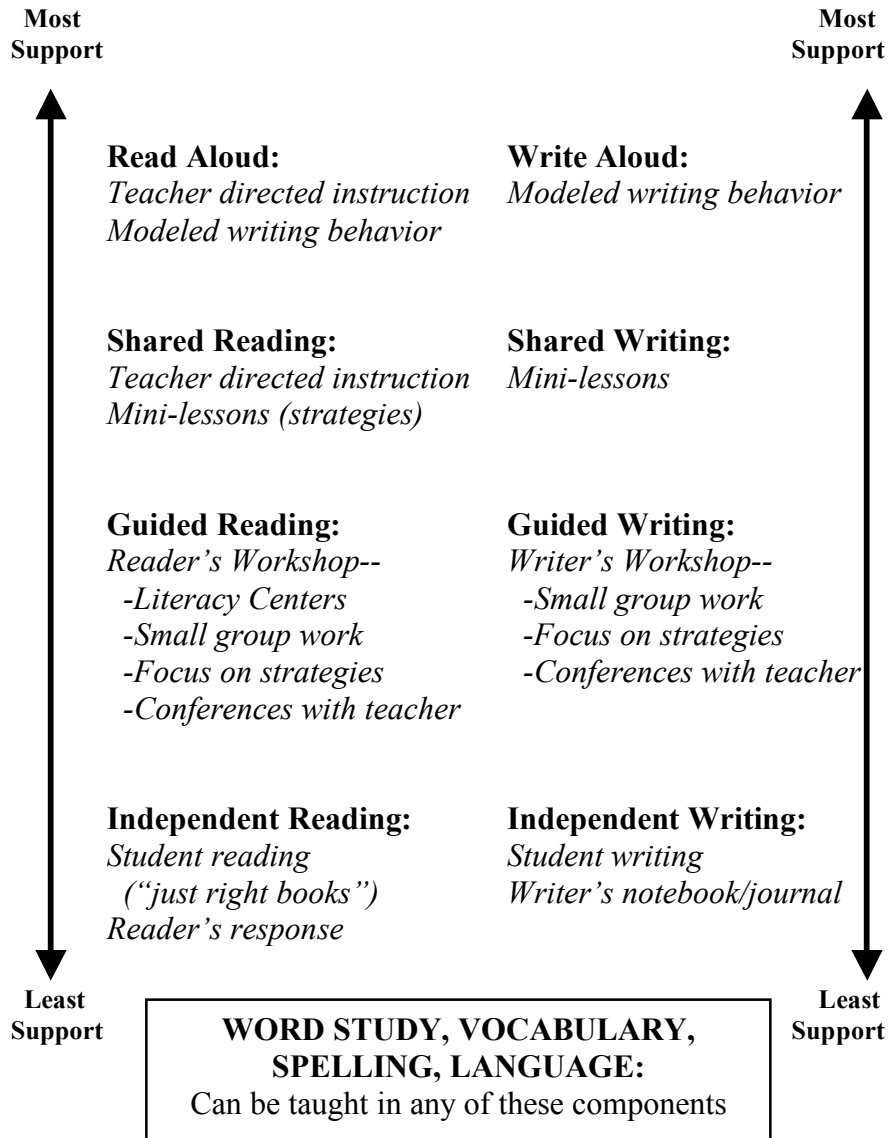 Most
Support
Most
Support
Read Aloud:
Teacher directed instruction
Modeled writing behavior
Write Aloud:
Modeled writing behavior
Shared Reading:
Teacher directed instruction
Mini-lessons (strategies)
Shared Writing:
Mini-lessons
Guided Reading:
Reader’s Workshop--
-Literacy Centers
-Small group work
-Focus on strategies
-Conferences with teacher
Guided Writing:
Writer’s Workshop--
-Small group work
-Focus on strategies
-Conferences with teacher
Independent Reading:
Student reading
(“just right books”)
Reader’s response
Independent Writing:
Student writing
Writer’s notebook/journal
Least
Support
Least
Support
WORD STUDY, VOCABULARY,
SPELLING, LANGUAGE:
Can be taught in any of these components